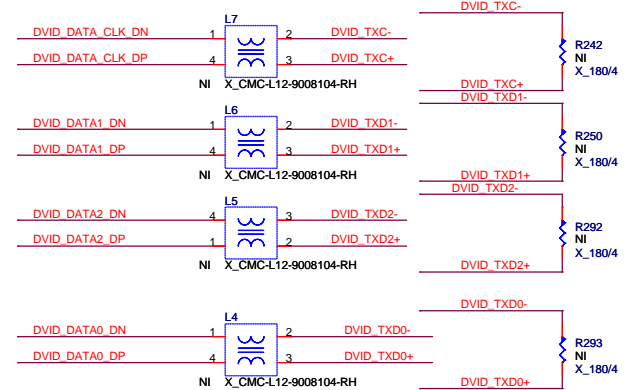 L7
DVID_DATA_CLK_DN 1 2 DVID_TXC-
DVID_DATA_CLK_DP 4 3 DVID_TXC+
NI X_CMC-L12-9008104-RH
DVID_TXC-
R242
NI
X_180/4
DVID_TXC+
L6
DVID_DATA1_DN 1 2 DVID_TXD1-
DVID_DATA1_DP 4 3 DVID_TXD1+
NI X_CMC-L12-9008104-RH
DVID_TXD1-
R250
NI
X_180/4
DVID_TXD1+
L5
DVID_DATA2_DN 4 3 DVID_TXD2-
DVID_DATA2_DP 1 2 DVID_TXD2+
NI X_CMC-L12-9008104-RH
DVID_TXD2-
R292
NI
X_180/4
DVID_TXD2+
L4
DVID_DATA0_DN 1 2 DVID_TXD0-
DVID_DATA0_DP 4 3 DVID_TXD0+
NI X_CMC-L12-9008104-RH
DVID_TXD0-
R293
NI
X_180/4
DVID_TXD0+